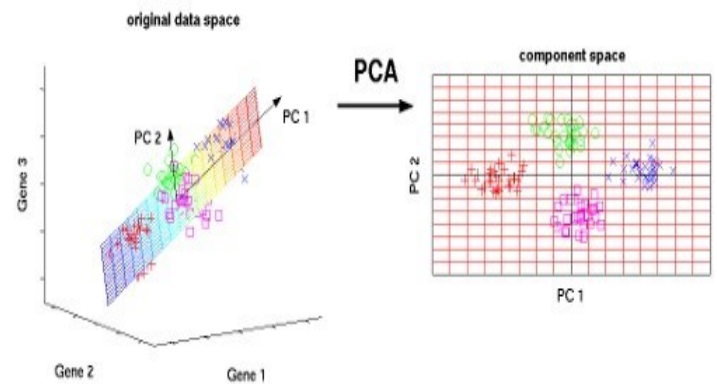 original data space
PCA
component space
PC 1
PC 2
Gene 3
PC 2
Gene 2
Gene 1
PC 1